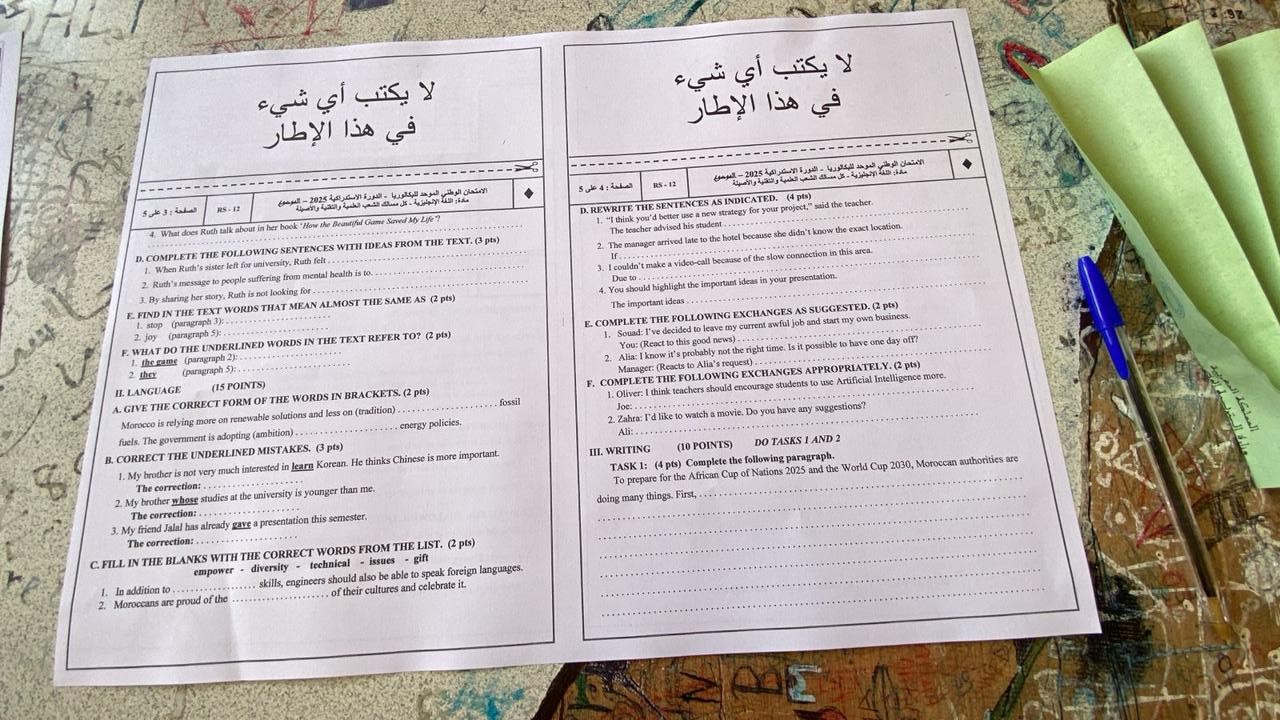 لا يكتب أي شيء
في هذا الإطار
الصفحة : 3 على 5
RS - 12
الامتحان الوطني الموحد للبكالوريا - الدورة الاستدراكية 2025 – الموضوع
مادة: اللغة الإنجليزية - كل مسالك الشعب العلمية والتقنية والأصيلة
4. What does Ruth talk about in her book 'How the Beautiful Game Saved My Life'?
D. COMPLETE THE FOLLOWING SENTENCES WITH IDEAS FROM THE TEXT. (3 pts)
1. When Ruth's sister left for university, Ruth felt
2. Ruth's message to people suffering from mental health is to
3. By sharing her story, Ruth is not looking for
E. FIND IN THE TEXT WORDS THAT MEAN ALMOST THE SAME AS (2 pts)
1. stop (paragraph 3):
2. joy (paragraph 5):
F. WHAT DO THE UNDERLINED WORDS IN THE TEXT REFER TO? (2 pts)
1. the game (paragraph 2):
2. they (paragraph 5):
II. LANGUAGE (15 POINTS)
A. GIVE THE CORRECT FORM OF THE WORDS IN BRACKETS. (2 pts)
Morocco is relying more on renewable solutions and less on (tradition) .......... fossil
fuels. The government is adopting (ambition) .......... energy policies.
B. CORRECT THE UNDERLINED MISTAKES. (3 pts)
1. My brother is not very much interested in learn Korean. He thinks Chinese is more important.
The correction:
2. My brother whose studies at the university is younger than me.
The correction:
3. My friend Jalal has already gave a presentation this semester.
The correction:
C. FILL IN THE BLANKS WITH THE CORRECT WORDS FROM THE LIST. (2 pts)
empower - diversity - technical - issues - gift
1. In addition to .......... skills, engineers should also be able to speak foreign languages.
2. Moroccans are proud of the .......... of their cultures and celebrate it.
لا يكتب أي شيء
في هذا الإطار
الصفحة : 4 على 5
RS - 12
الامتحان الوطني الموحد للبكالوريا - الدورة الاستدراكية 2025 – الموضوع
مادة: اللغة الإنجليزية - كل مسالك الشعب العلمية والتقنية والأصيلة
D. REWRITE THE SENTENCES AS INDICATED. (4 pts)
1. "I think you'd better use a new strategy for your project," said the teacher.
The teacher advised his student
2. The manager arrived late to the hotel because she didn't know the exact location.
If
3. I couldn't make a video-call because of the slow connection in this area.
Due to
4. You should highlight the important ideas in your presentation.
The important ideas
E. COMPLETE THE FOLLOWING EXCHANGES AS SUGGESTED. (2 pts)
1. Souad: I've decided to leave my current awful job and start my own business.
You: (React to this good news)
2. Alia: I know it's probably not the right time. Is it possible to have one day off?
Manager: (Reacts to Alia's request)
F. COMPLETE THE FOLLOWING EXCHANGES APPROPRIATELY. (2 pts)
1. Oliver: I think teachers should encourage students to use Artificial Intelligence more.
Joe:
2. Zahra: I'd like to watch a movie. Do you have any suggestions?
Ali:
III. WRITING (10 POINTS) DO TASKS 1 AND 2
TASK 1: (4 pts) Complete the following paragraph.
To prepare for the African Cup of Nations 2025 and the World Cup 2030, Moroccan authorities are
doing many things. First,